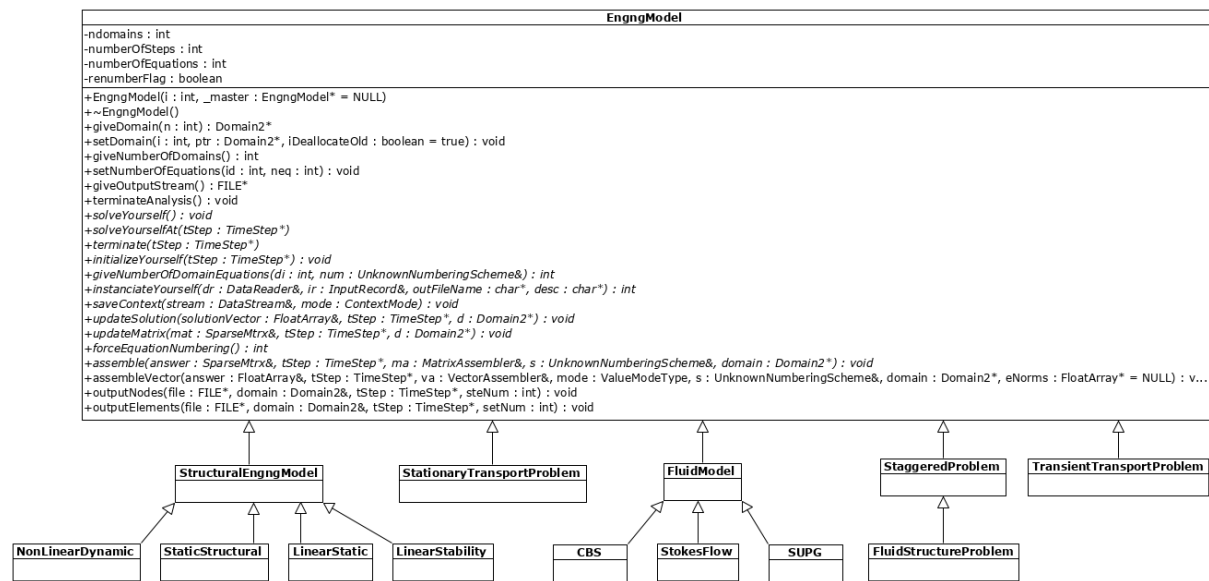 EngngModel
-ndomains : int
-numberOfSteps : int
-numberOfEquations : int
-renumberFlag : boolean
+EngngModel(i : int, _master : EngngModel* = NULL)
+~EngngModel()
+giveDomain(n : int) : Domain2*
+setDomain(i : int, ptr : Domain2*, iDeallocateOld : boolean = true) : void
+giveNumberOfDomains() : int
+setNumberOfEquations(id : int, neq : int) : void
+giveOutputStream() : FILE*
+terminateAnalysis() : void
+solveYourself() : void
+solveYourselfAt(tStep : TimeStep*)
+terminate(tStep : TimeStep*)
+initializeYourself(tStep : TimeStep*) : void
+giveNumberOfDomainEquations(di : int, num : UnknownNumberingScheme&) : int
+instanciateYourself(dr : DataReader&, ir : InputRecord&, outFileName : char*, desc : char*) : int
+saveContext(stream : DataStream&, mode : ContextMode) : void
+updateSolution(solutionVector : FloatArray&, tStep : TimeStep*, d : Domain2*) : void
+updateMatrix(mat : SparseMtrx&, tStep : TimeStep*, d : Domain2*) : void
+forceEquationNumbering() : int
+assemble(answer : SparseMtrx&, tStep : TimeStep*, ma : MatrixAssembler&, s : UnknownNumberingScheme&, domain : Domain2*) : void
+assembleVector(answer : FloatArray&, tStep : TimeStep*, va : VectorAssembler&, mode : ValueModeType, s : UnknownNumberingScheme&, domain : Domain2*, eNorms : FloatArray* = NULL) : v...
+outputNodes(file : FILE*, domain : Domain2&, tStep : TimeStep*, steNum : int) : void
+outputElements(file : FILE*, domain : Domain2&, tStep : TimeStep*, setNum : int) : void
StructuralEngngModel
StationaryTransportProblem
FluidModel
StaggeredProblem
TransientTransportProblem
NonLinearDynamic
StaticStructural
LinearStatic
LinearStability
CBS
StokesFlow
SUPG
FluidStructureProblem